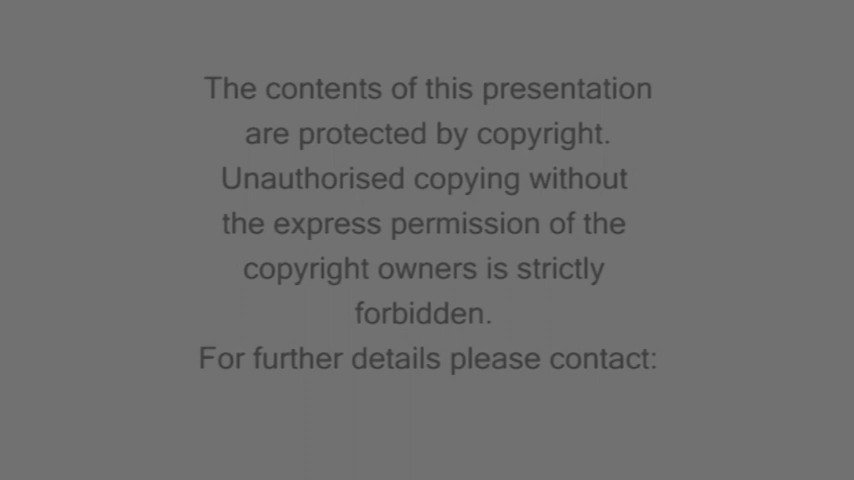 The contents of this presentation
are protected by copyright.
Unauthorised copying without
the express permission of the
copyright owners is strictly
forbidden.
For further details please contact: